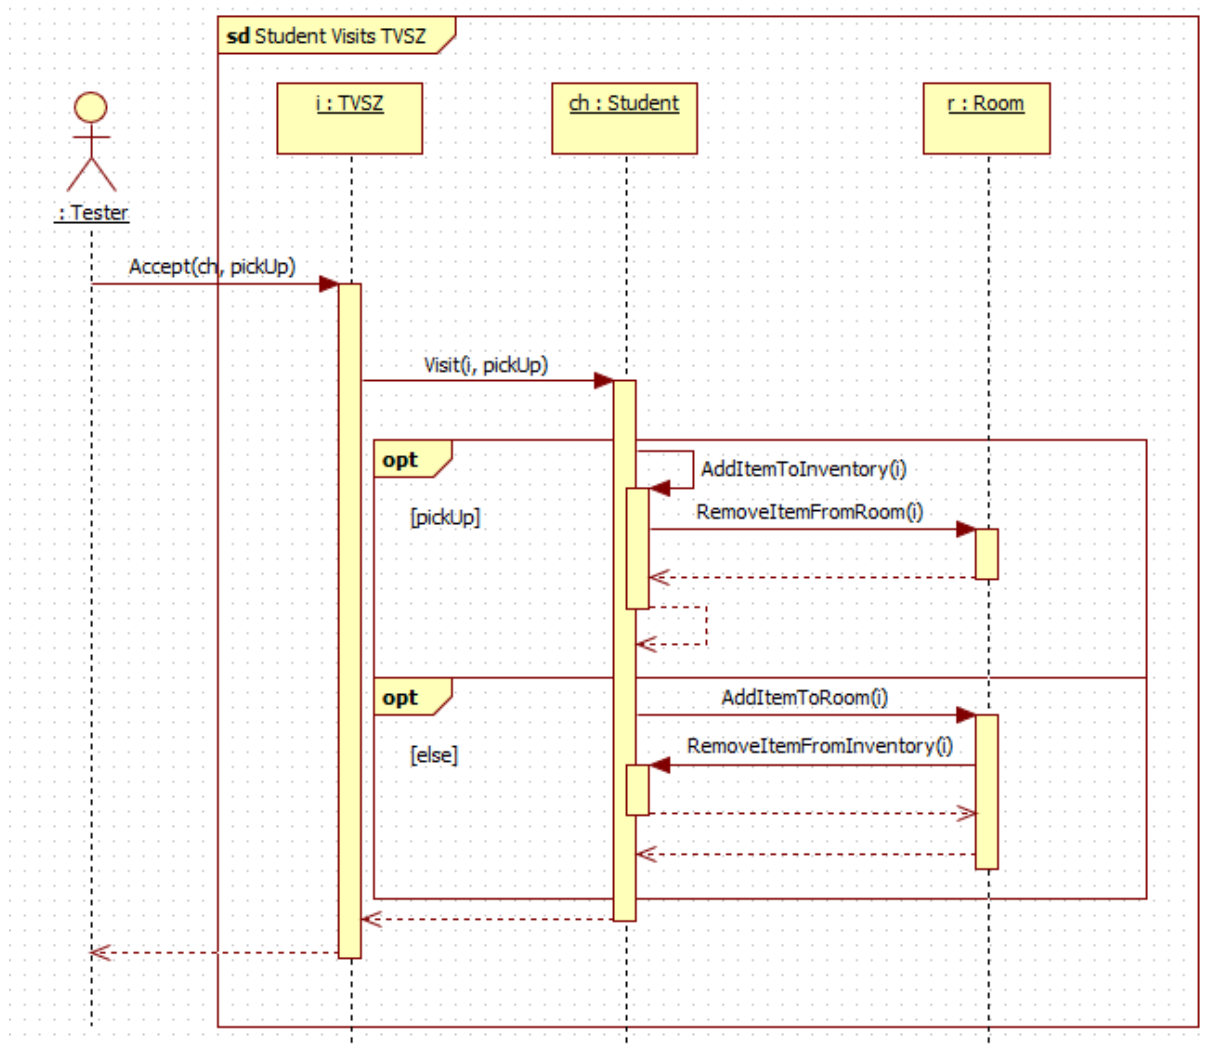 sd Student Visits TVSZ
i : TVSZ
ch : Student
r : Room
: Tester
Accept(ch, pickUp)
Visit(i, pickUp)
opt
AddItemToInventory(i)
[pickUp]
RemoveItemFromRoom(i)
opt
AddItemToRoom(i)
[else]
RemoveItemFromInventory(i)